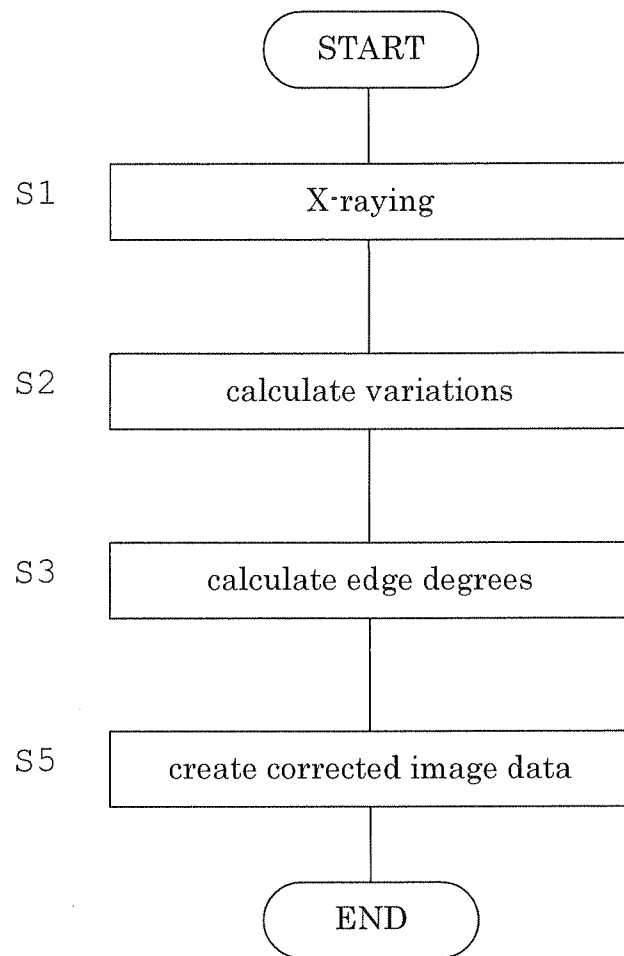 START
S1 X-raying
S2 calculate variations
S3 calculate edge degrees
S5 create corrected image data
END